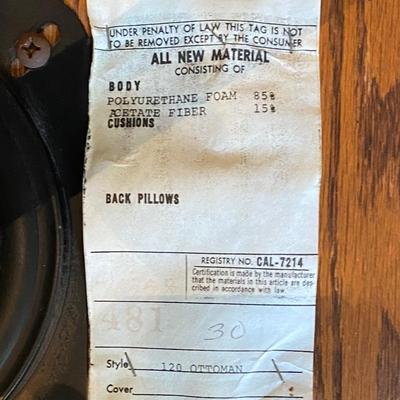 UNDER PENALTY OF LAW THIS TAG IS NOT
TO BE REMOVED EXCEPT BY THE CONSUMER
ALL NEW MATERIAL
CONSISTING OF
BODY
POLYURETHANE FOAM 85%
ACETATE FIBER 15%
CUSHIONS
BACK PILLOWS
REGISTRY NO. CAL-7214
Certification is made by the manufacturer
that the materials in this article are des-
cribed in accordance with law.
481
30
Style 120 OTTOMAN
Cover